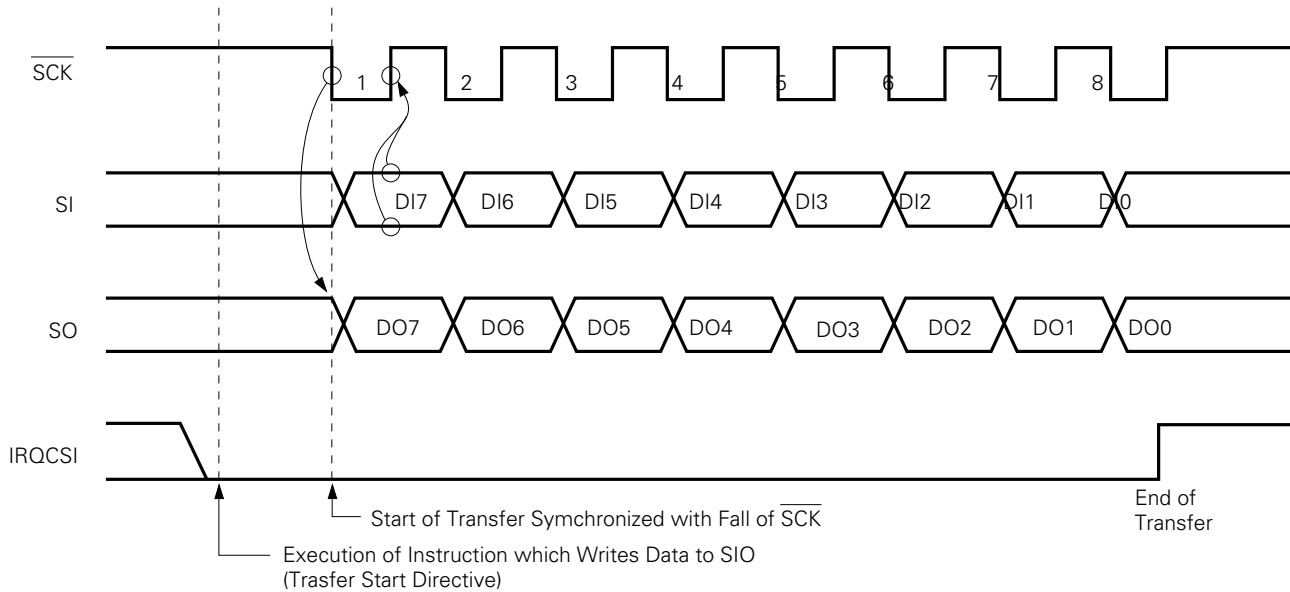 SCK
1 2 3 4 5 6 7 8
SI
DI7 DI6 DI5 DI4 DI3 DI2 DI1 DI0
SO
DO7 DO6 DO5 DO4 DO3 DO2 DO1 DO0
IRQCSI
End of
Transfer
Start of Transfer Symchronized with Fall of SCK
Execution of Instruction which Writes Data to SIO
(Trasfer Start Directive)